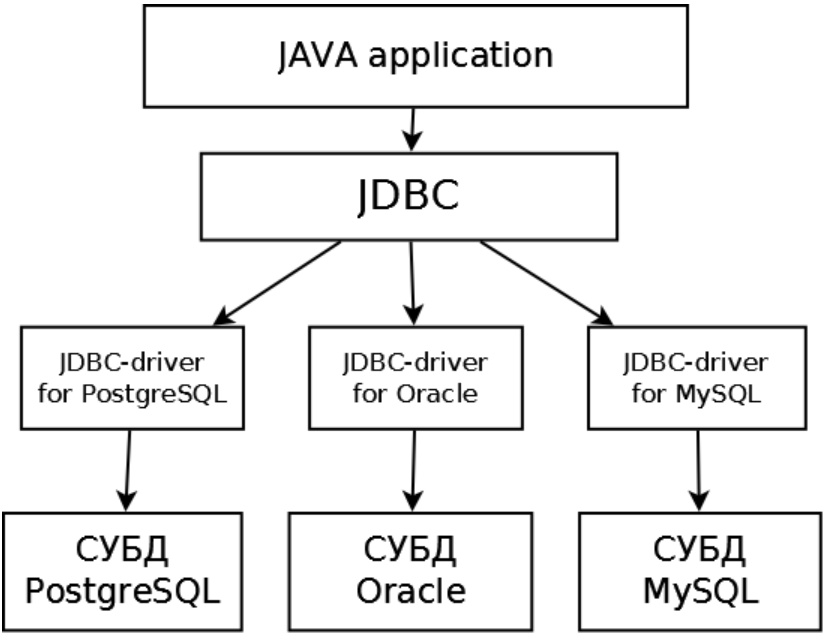 JAVA application
JDBC
JDBC-driver
for PostgreSQL
JDBC-driver
for Oracle
JDBC-driver
for MySQL
СУБД
PostgreSQL
СУБД
Oracle
СУБД
MySQL